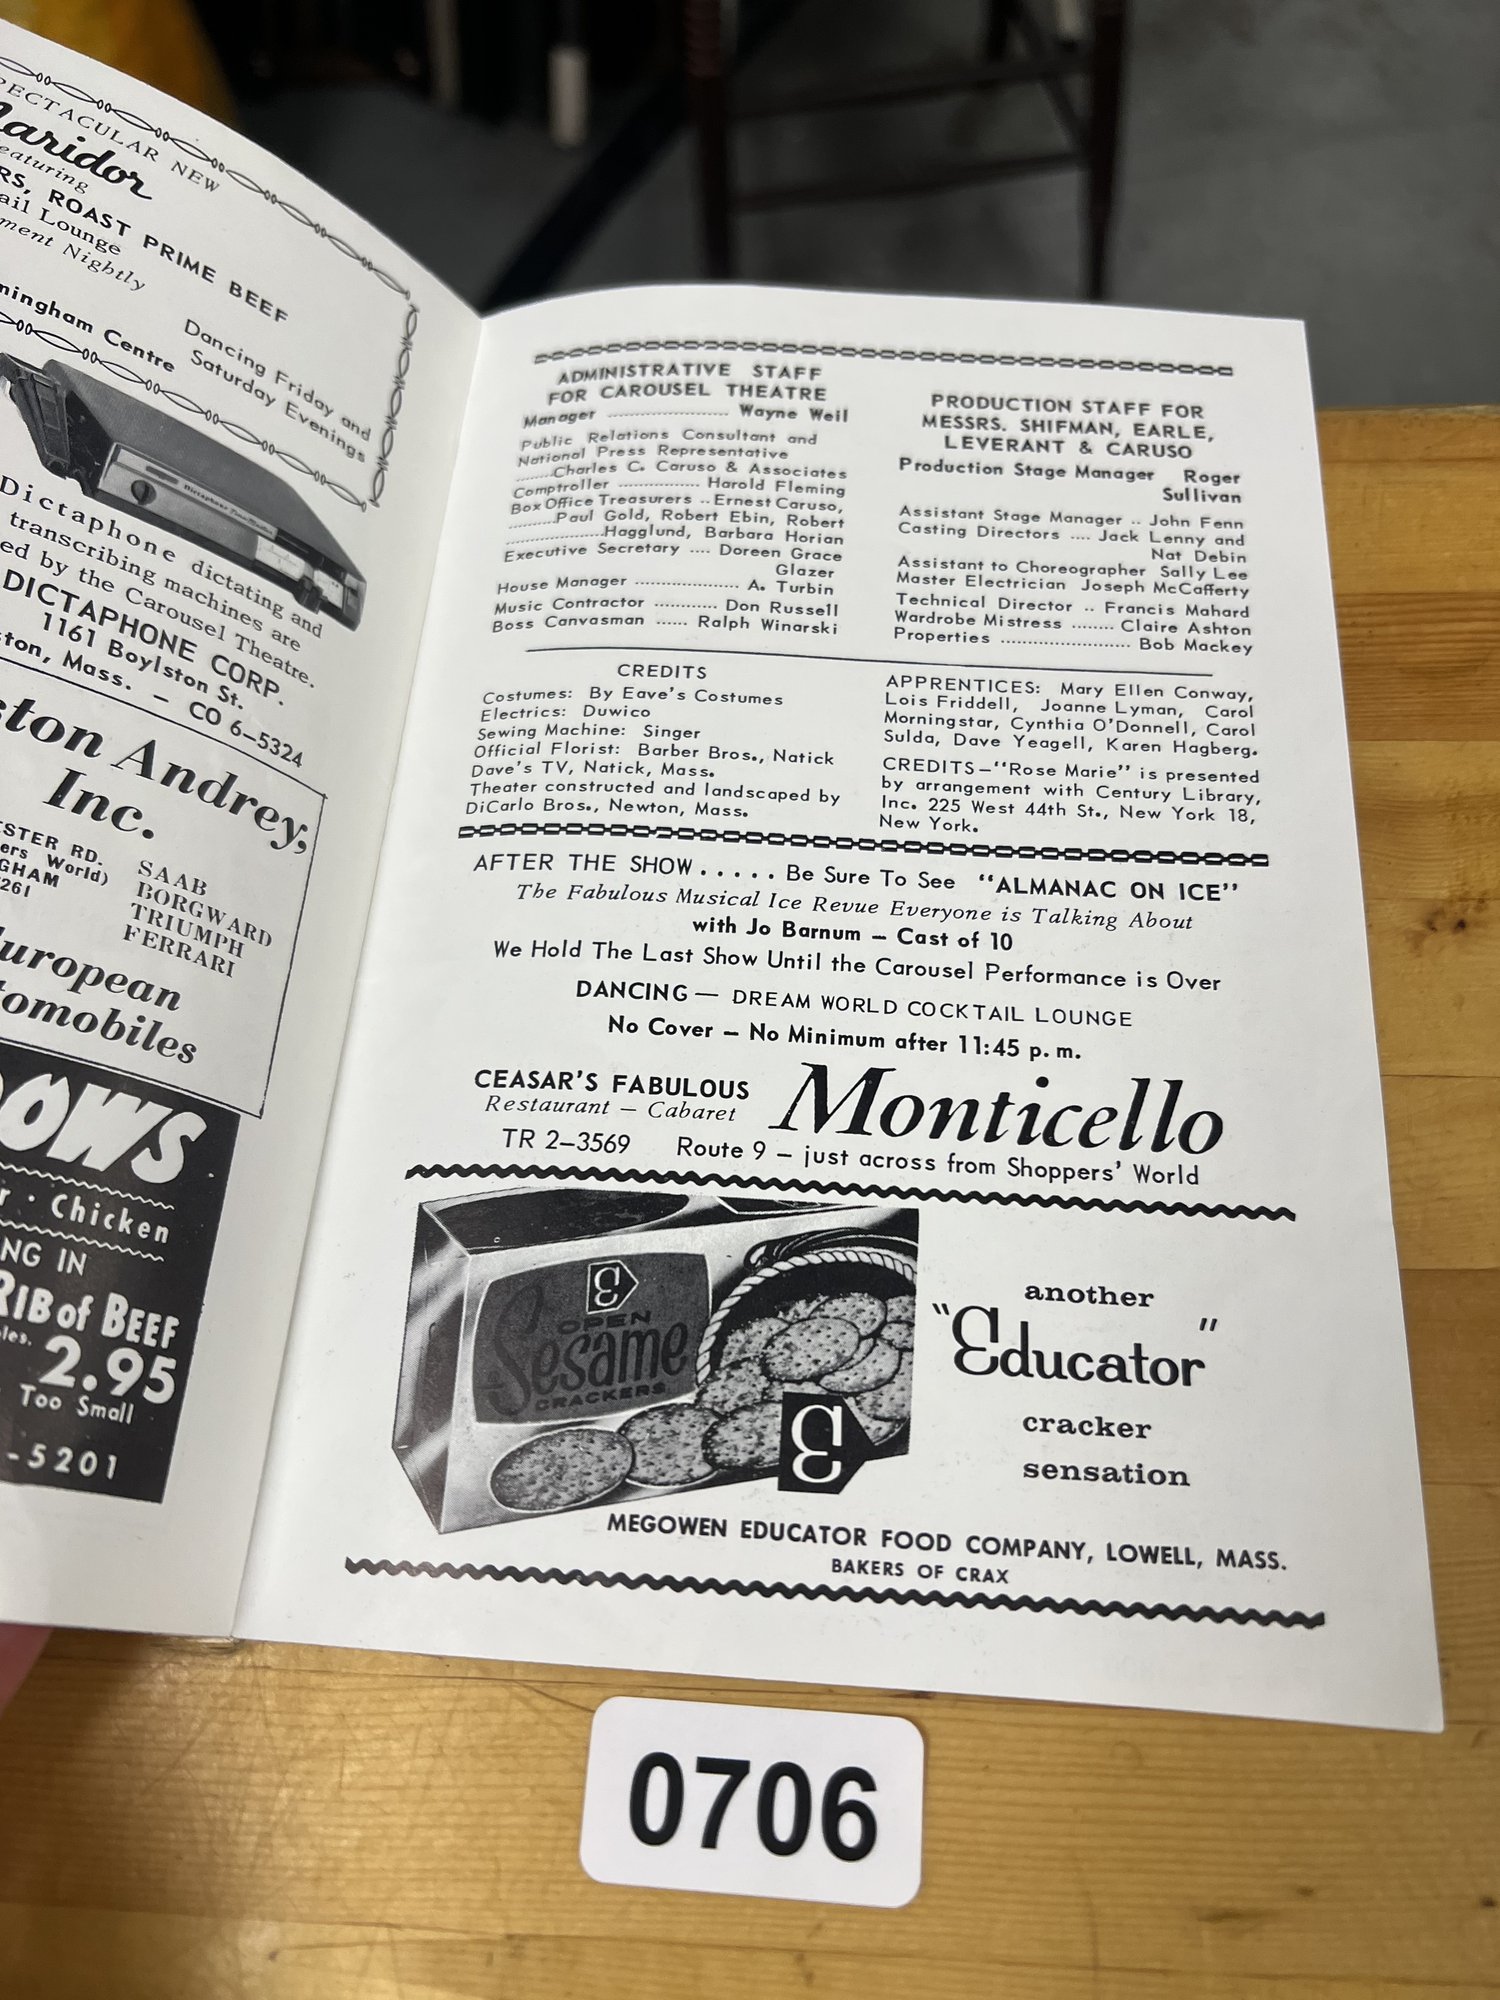 SPECTACULAR NEW
Maridor
featuring
ROAST PRIME BEEF
Lounge
Nightly
Dancing Friday and
Saturday Evenings
Centre
Dictaphone dictating and
transcribing machines are
by the Carousel Theatre.
DICTAPHONE CORP.
1161 Boylston St.
Mass. — CO 6-5324
Andrey,
Inc.
RD.
World)
SAAB
BORGWARD
TRIUMPH
FERRARI
Chicken
IN
RIB of BEEF
2.95
Too Small
-5201
ADMINISTRATIVE STAFF
FOR CAROUSEL THEATRE
Manager ........................ Wayne Weil
Public Relations Consultant and
National Press Representative
.......Charles C. Caruso & Associates
Comptroller ................ Harold Fleming
Box Office Treasurers ..Ernest Caruso,
.........Paul Gold, Robert Ebin, Robert
...................Hagglund, Barbara Horian
Executive Secretary .... Doreen Grace
Glazer
House Manager ..................... A. Turbin
Music Contractor ............ Don Russell
Boss Canvasman ...... Ralph Winarski
PRODUCTION STAFF FOR
MESSRS. SHIFMAN, EARLE,
LEVERANT & CARUSO
Production Stage Manager Roger
Sullivan
Assistant Stage Manager .. John Fenn
Casting Directors .... Jack Lenny and
Nat Debin
Assistant to Choreographer Sally Lee
Master Electrician Joseph McCafferty
Technical Director .. Francis Mahard
Wardrobe Mistress ........ Claire Ashton
Properties .......................... Bob Mackey
CREDITS
Costumes: By Eave's Costumes
Electrics: Duwico
Sewing Machine: Singer
Official Florist: Barber Bros., Natick
Dave's TV, Natick, Mass.
Theater constructed and landscaped by
DiCarlo Bros., Newton, Mass.
APPRENTICES: Mary Ellen Conway,
Lois Friddell, Joanne Lyman, Carol
Morningstar, Cynthia O'Donnell, Carol
Sulda, Dave Yeagell, Karen Hagberg.
CREDITS—"Rose Marie" is presented
by arrangement with Century Library,
Inc. 225 West 44th St., New York 18,
New York.
AFTER THE SHOW ..... Be Sure To See "ALMANAC ON ICE"
The Fabulous Musical Ice Revue Everyone is Talking About
with Jo Barnum — Cast of 10
We Hold The Last Show Until the Carousel Performance is Over
DANCING — DREAM WORLD COCKTAIL LOUNGE
No Cover — No Minimum after 11:45 p. m.
CEASAR'S FABULOUS
Restaurant — Cabaret
Monticello
TR 2-3569 Route 9 — just across from Shoppers' World
E
OPEN
Sesame
CRACKERS
E
another
"Educator"
cracker
sensation
MEGOWEN EDUCATOR FOOD COMPANY, LOWELL, MASS.
BAKERS OF CRAX
0706